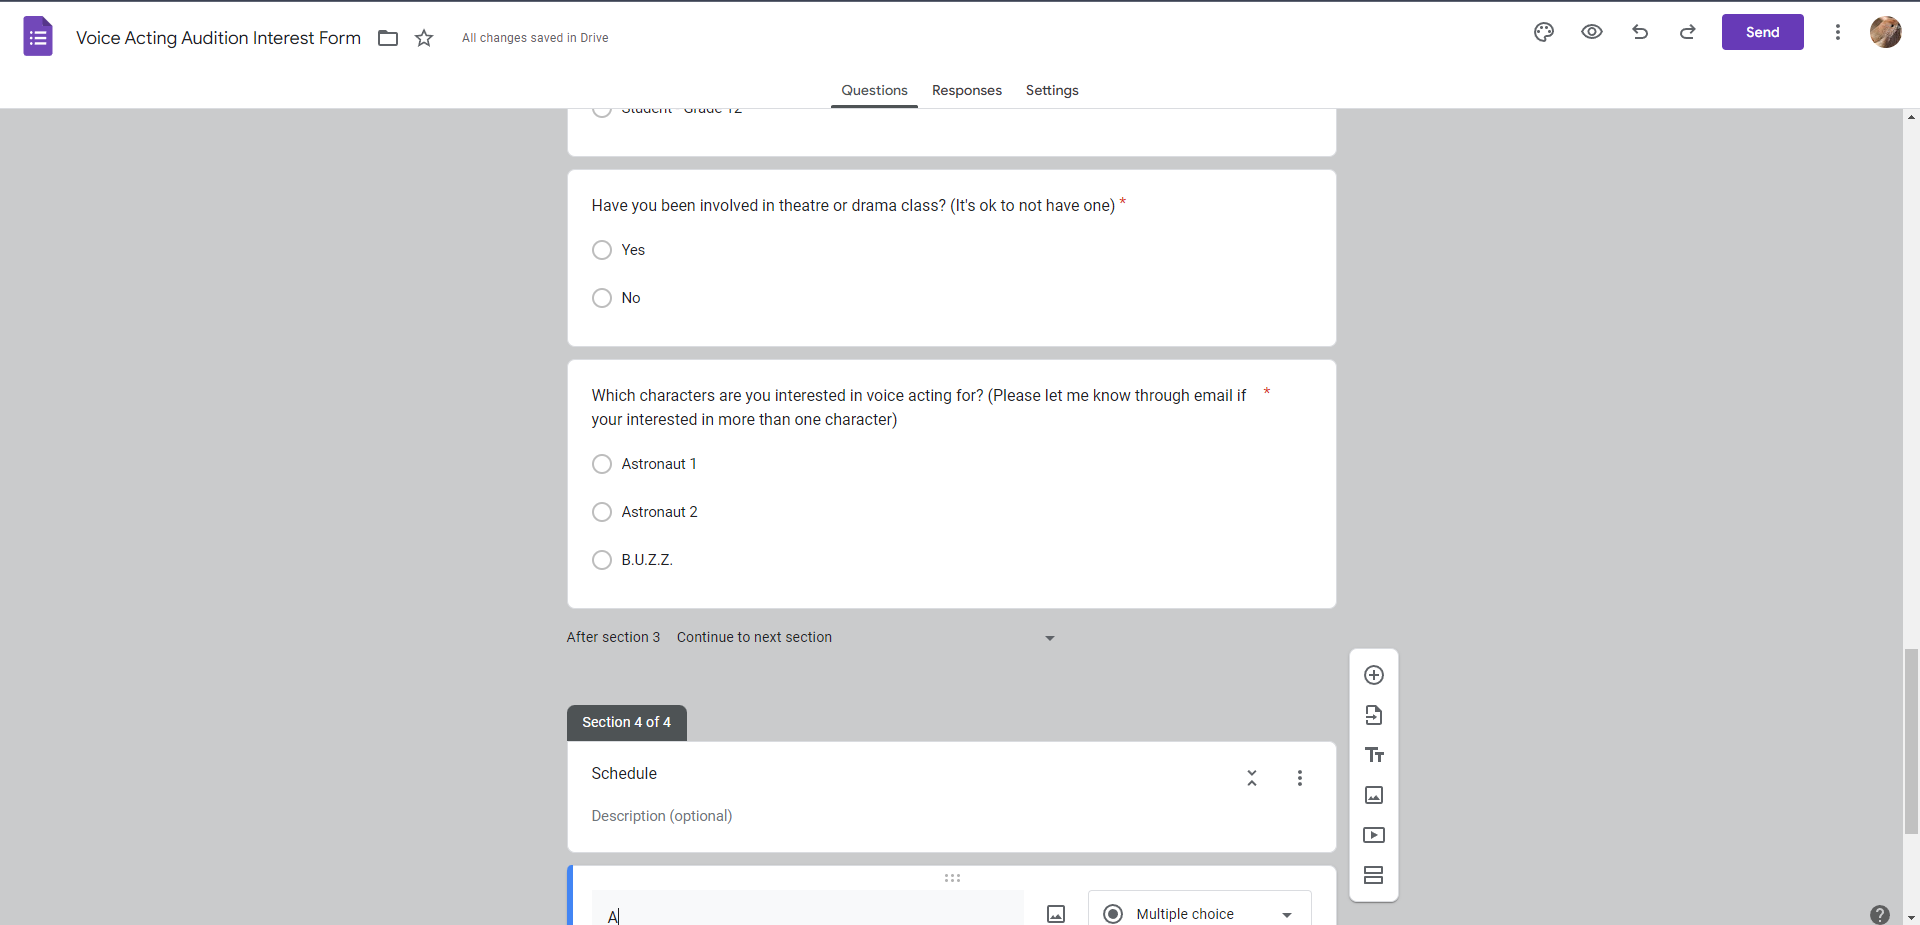 Voice Acting Audition Interest Form
All changes saved in Drive
Send
Questions
Responses
Settings
Student - Grade 12
Have you been involved in theatre or drama class? (It's ok to not have one) *
Yes
No
Which characters are you interested in voice acting for? (Please let me know through email if *
your interested in more than one character)
Astronaut 1
Astronaut 2
B.U.Z.Z.
After section 3 Continue to next section
Section 4 of 4
Schedule
Description (optional)
A
Multiple choice